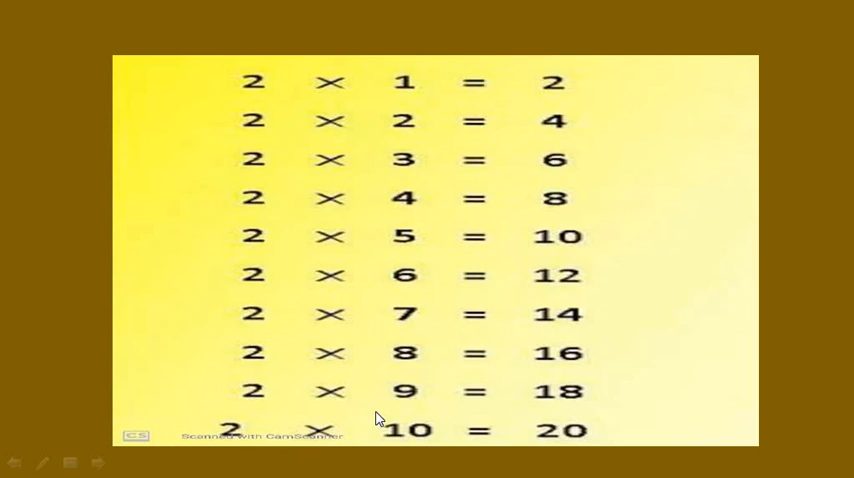 2 × 1 = 2
2 × 2 = 4
2 × 3 = 6
2 × 4 = 8
2 × 5 = 10
2 × 6 = 12
2 × 7 = 14
2 × 8 = 16
2 × 9 = 18
2 × 10 = 20
CS Scanned with CamScanner